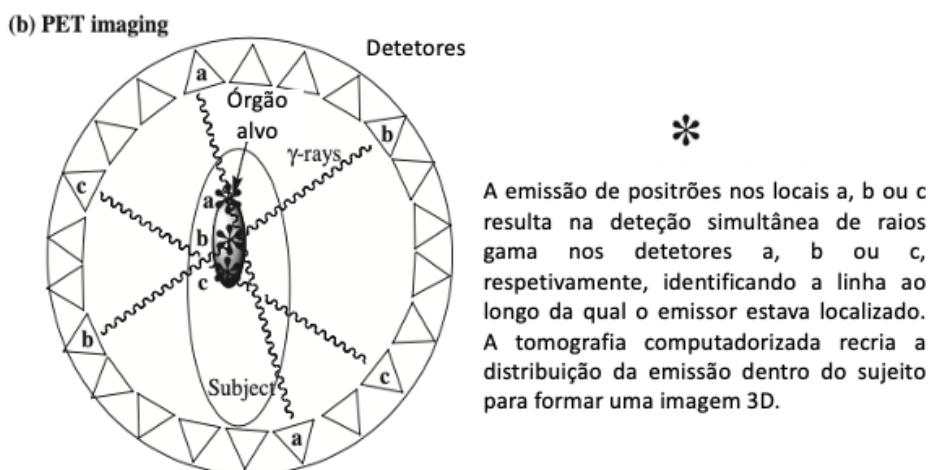 (b) PET imaging
Detetores
a
Órgão
alvo
b
γ-rays
c
a
b
c
b
Subject
c
a
*
A emissão de positrões nos locais a, b ou c
resulta na deteção simultânea de raios
gama nos detetores a, b ou c,
respetivamente, identificando a linha ao
longo da qual o emissor estava localizado.
A tomografia computadorizada recria a
distribuição da emissão dentro do sujeito
para formar uma imagem 3D.